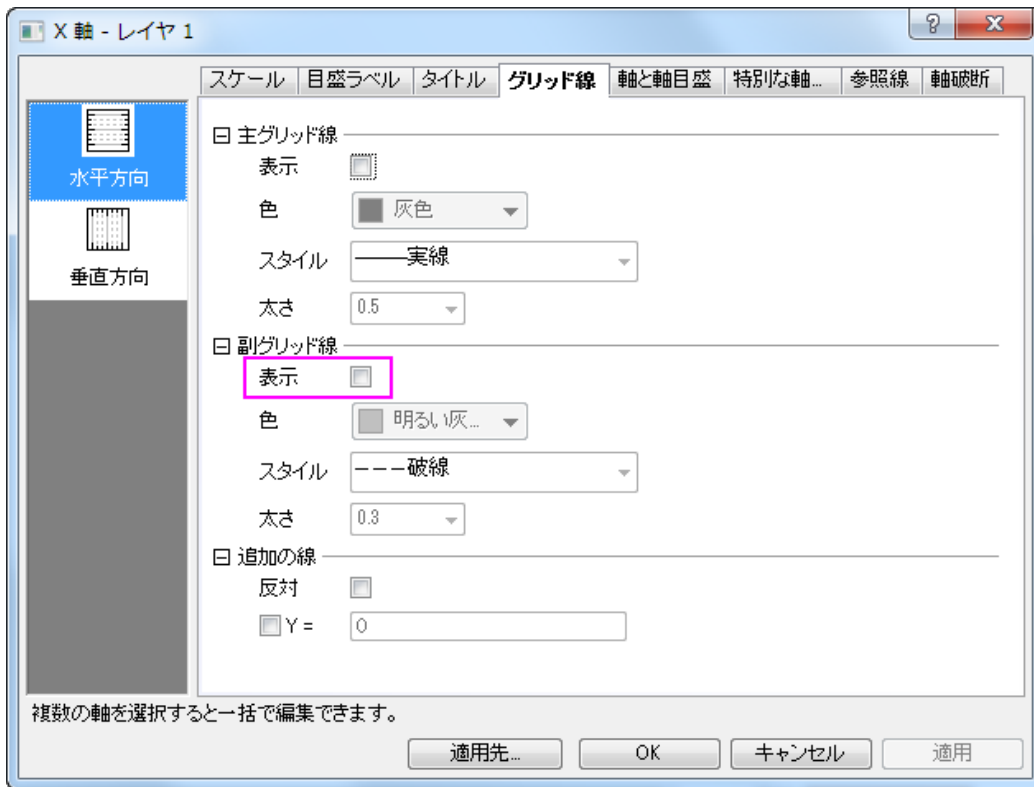 X 軸 - レイヤ 1
スケール 目盛ラベル タイトル グリッド線 軸と軸目盛 特別な軸... 参照線 軸破断
水平方向
垂直方向
主グリッド線
表示
色 灰色
スタイル 実線
太さ 0.5
副グリッド線
表示
色 明るい灰...
スタイル 破線
太さ 0.3
追加の線
反対
Y = 0
複数の軸を選択すると一括で編集できます。
適用先... OK キャンセル 適用